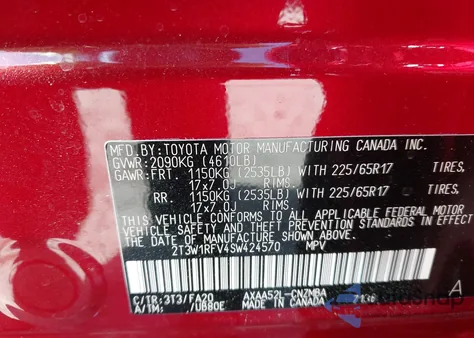 MFD.BY:TOYOTA MOTOR MANUFACTURING CANADA INC.
GVWR:2090KG (4610LB)
GAWR:FRT. 1150KG (2535LB) WITH 225/65R17 TIRES,
17x7.0J RIMS,
RR. 1150KG (2535LB) WITH 225/65R17 TIRES,
17x7.0J RIMS,
THIS VEHICLE CONFORMS TO ALL APPLICABLE FEDERAL MOTOR
VEHICLE SAFETY AND THEFT PREVENTION STANDARDS IN EFFECT
ON THE DATE OF MANUFACTURE SHOWN ABOVE.
2T3W1RFV4SW424570 MPV
C/TR:3T3/FA20 AXAA52L-CNZMBA
A/TM: /UB80E MADE IN CANADA
A